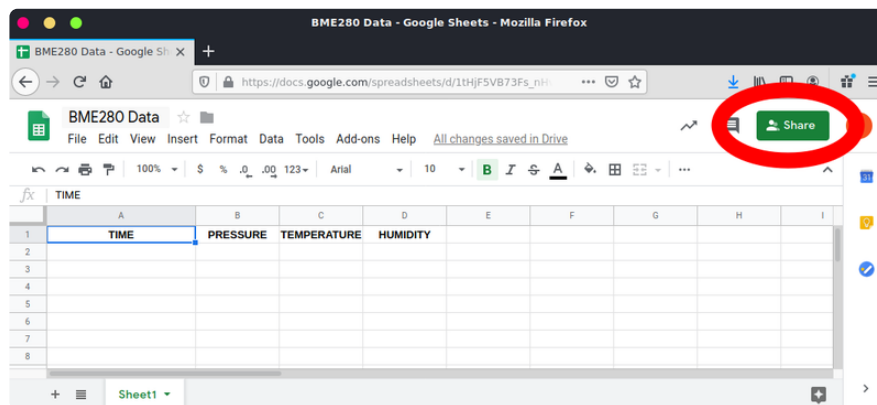 BME280 Data - Google Sheets - Mozilla Firefox
BME280 Data - Google Sh
https://docs.google.com/spreadsheets/d/1tHjF5VB73Fs_nH
BME280 Data
Share
File Edit View Insert Format Data Tools Add-ons Help All changes saved in Drive
100% $ % .0 .00 123 Arial 10 B I S A
31
fx TIME
A B C D E F G H I
1 TIME PRESSURE TEMPERATURE HUMIDITY
2
3
4
5
6
7
8
Sheet1